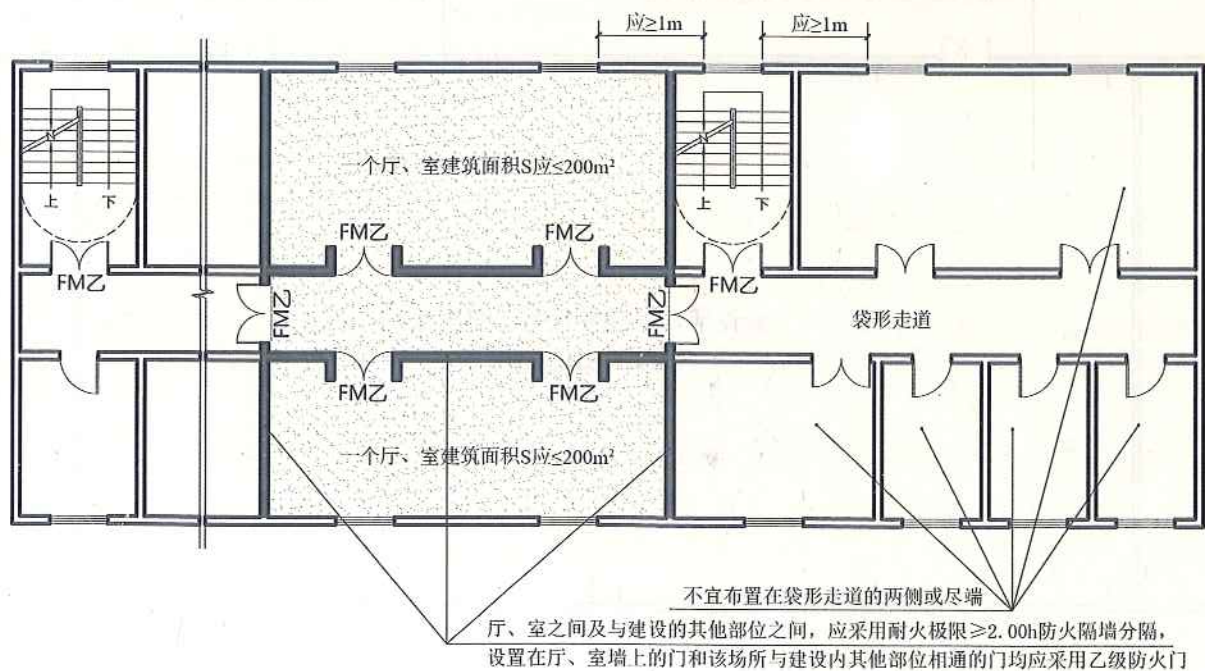 应≥1m
应≥1m
一个厅、室建筑面积S应≤200m²
上
下
上
下
FM乙
FM乙
FM乙
FM乙
FM乙
FM乙
袋形走道
FM乙
FM乙
一个厅、室建筑面积S应≤200m²
不宜布置在袋形走道的两侧或尽端
厅、室之间及与建设的其他部位之间，应采用耐火极限≥2.00h防火隔墙分隔，
设置在厅、室墙上的门和该场所与建设内其他部位相通的门均应采用乙级防火门